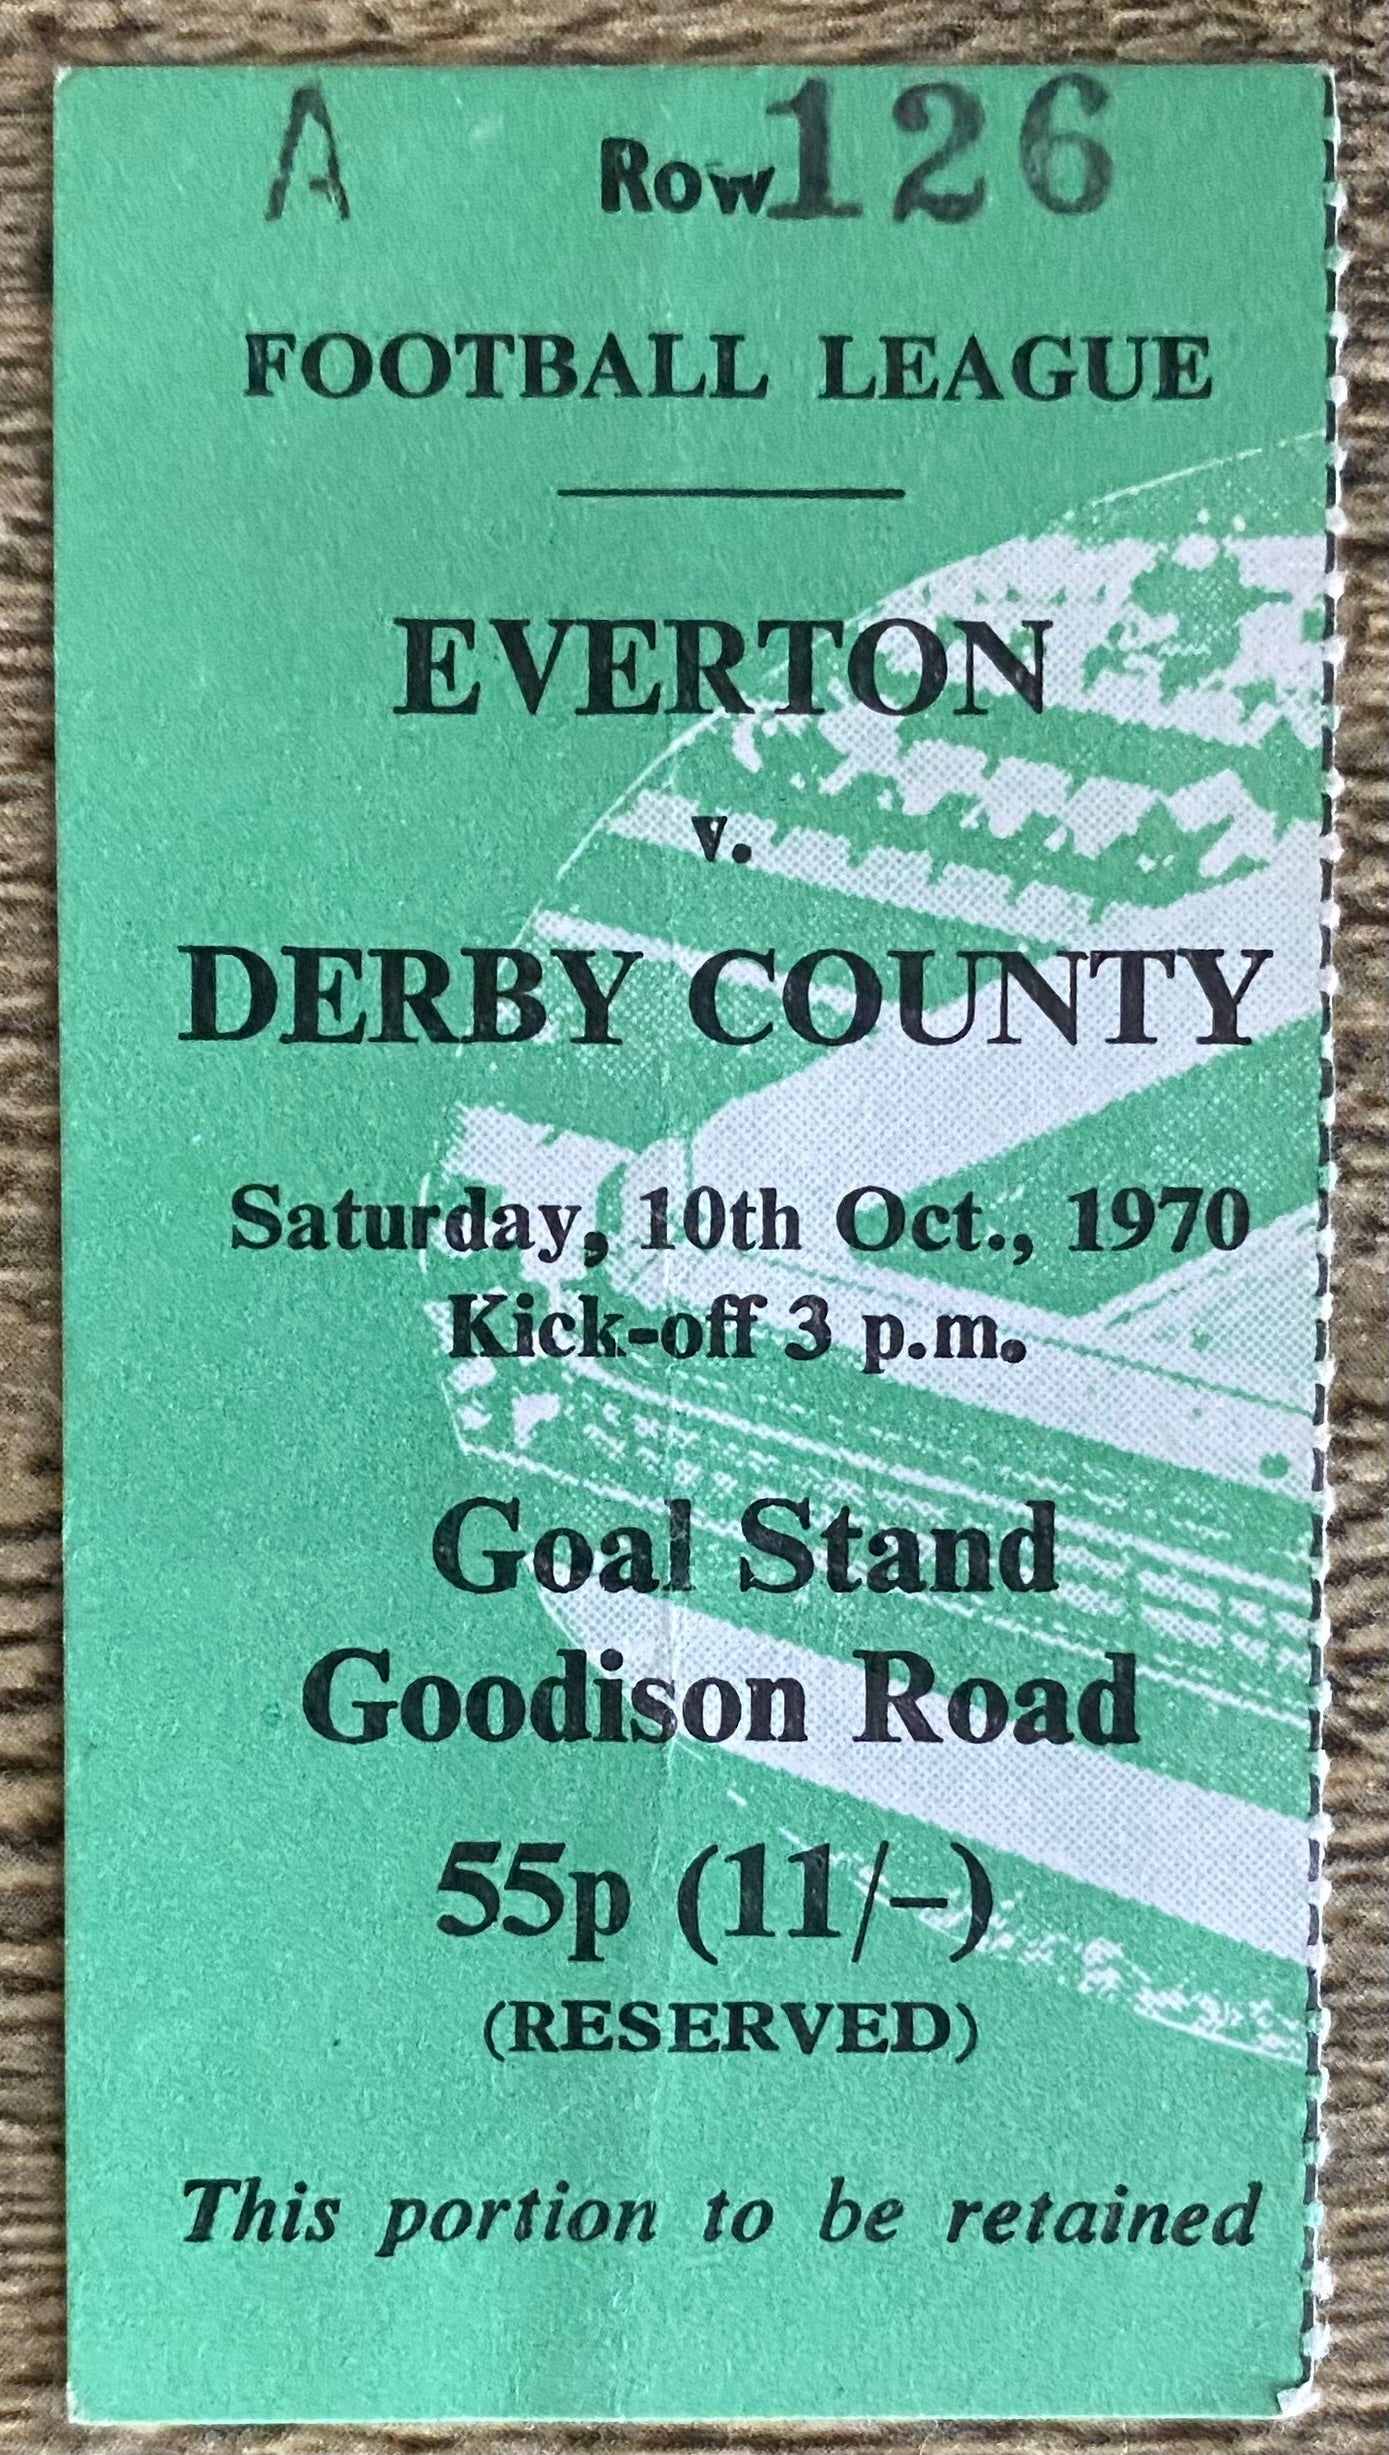 A Row 126
FOOTBALL LEAGUE
EVERTON
v.
DERBY COUNTY
Saturday, 10th Oct., 1970
Kick-off 3 p.m.
Goal Stand
Goodison Road
55p (11/-)
(RESERVED)
This portion to be retained